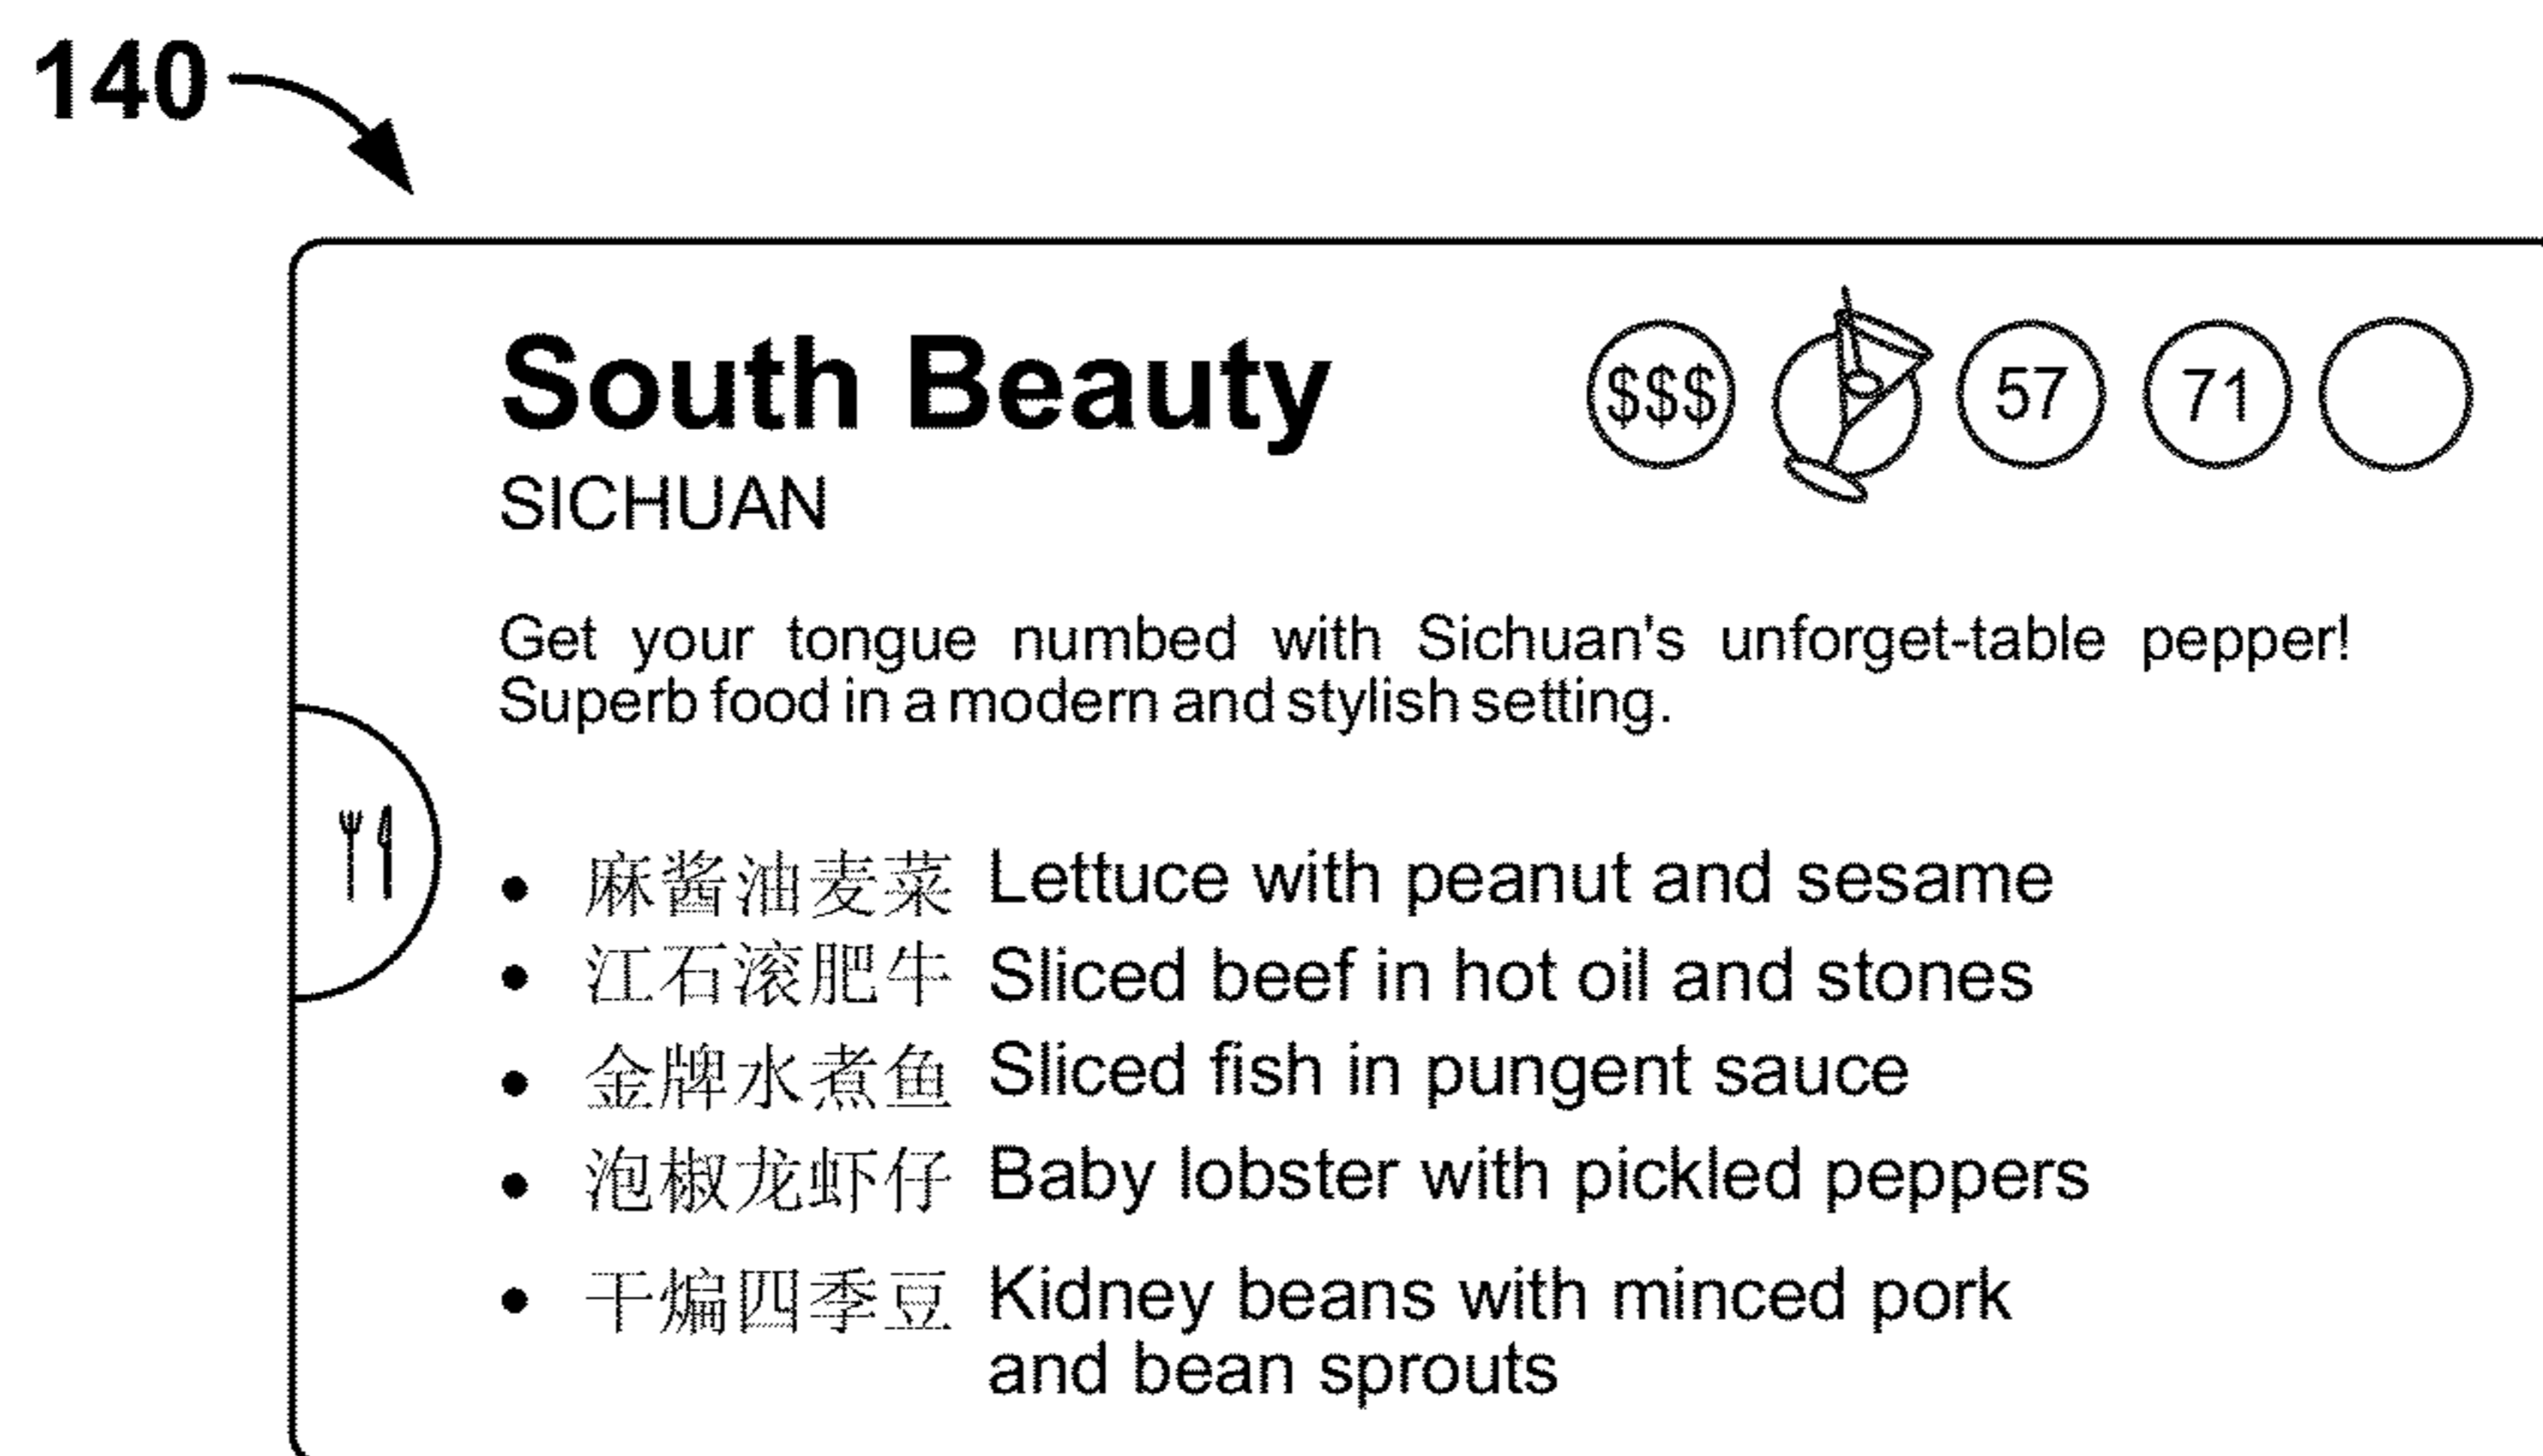 140
South Beauty $$$ 57 71
SICHUAN
Get your tongue numbed with Sichuan's unforget-table pepper!
Superb food in a modern and stylish setting.
• 麻酱油麦菜 Lettuce with peanut and sesame
• 江石滚肥牛 Sliced beef in hot oil and stones
• 金牌水煮鱼 Sliced fish in pungent sauce
• 泡椒龙虾仔 Baby lobster with pickled peppers
• 干煸四季豆 Kidney beans with minced pork
and bean sprouts